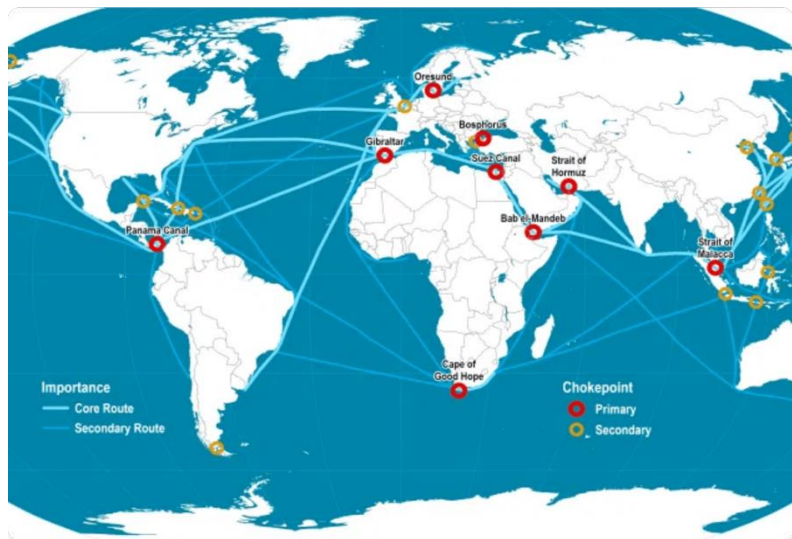 Oresund
Bosphorus
Gibraltar
Suez Canal
Strait of
Hormuz
Bab el-Mandeb
Panama Canal
Strait of
Malacca
Cape of
Good Hope
Importance
Core Route
Secondary Route
Chokepoint
Primary
Secondary